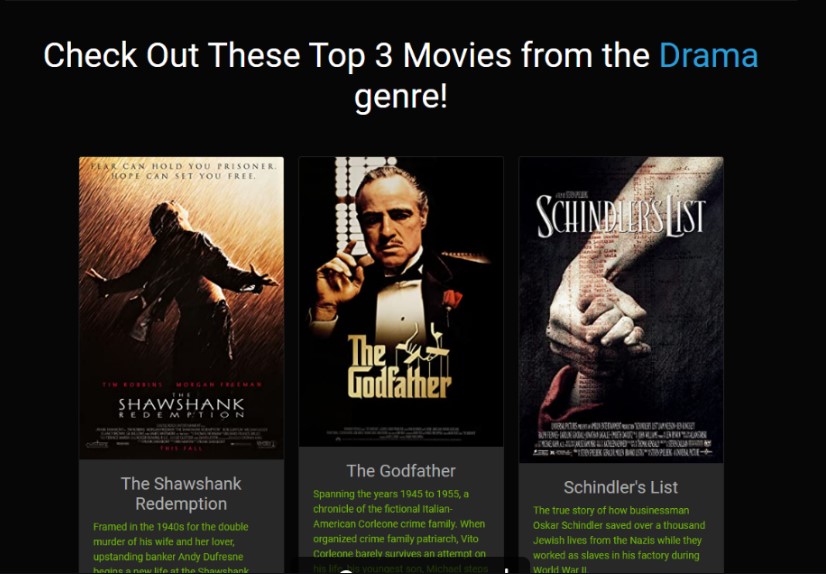 Check Out These Top 3 Movies from the Drama
genre!
FEAR CAN HOLD YOU PRISONER.
HOPE CAN SET YOU FREE.
TIM ROBBINS MORGAN FREEMAN
THE
SHAWSHANK
REDEMPTION
THIS FALL
The Shawshank
Redemption
Framed in the 1940s for the double
murder of his wife and her lover,
upstanding banker Andy Dufresne
begins a new life at the Shawshank
The
Godfather
The Godfather
Spanning the years 1945 to 1955, a
chronicle of the fictional Italian-
American Corleone crime family. When
organized crime family patriarch, Vito
Corleone barely survives an attempt on
his life, his youngest son, Michael steps
SCHINDLER'S LIST
Schindler's List
The true story of how businessman
Oskar Schindler saved over a thousand
Jewish lives from the Nazis while they
worked as slaves in his factory during
World War II.